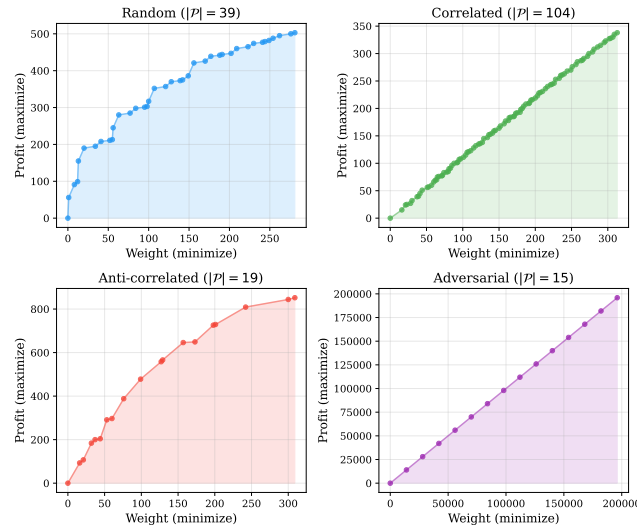 Random (|𝒫| = 39)
Profit (maximize)
500
400
300
200
100
0
0 50 100 150 200 250
Weight (minimize)
Correlated (|𝒫| = 104)
Profit (maximize)
350
300
250
200
150
100
50
0
0 50 100 150 200 250 300
Weight (minimize)
Anti-correlated (|𝒫| = 19)
Profit (maximize)
800
600
400
200
0
0 50 100 150 200 250 300
Weight (minimize)
Adversarial (|𝒫| = 15)
Profit (maximize)
200000
175000
150000
125000
100000
75000
50000
25000
0
0 50000 100000 150000 200000
Weight (minimize)